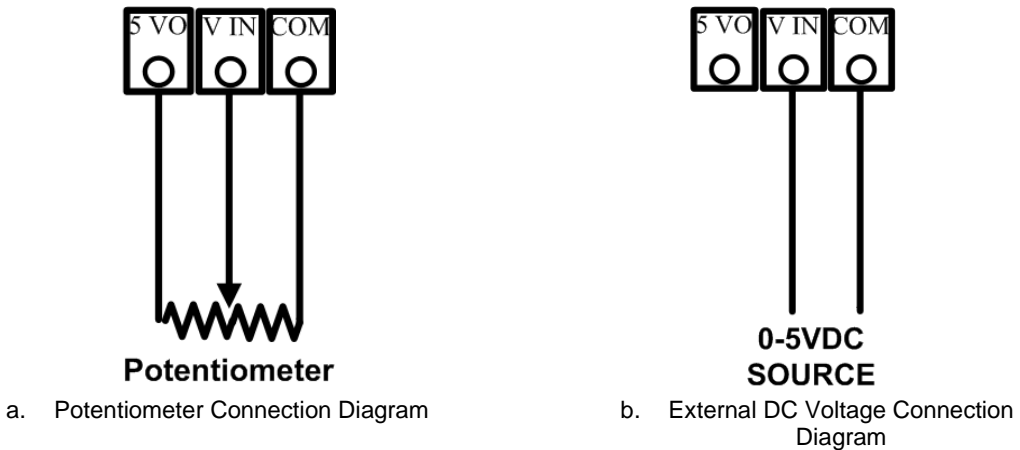 5 VO V IN COM
Potentiometer
a. Potentiometer Connection Diagram
5 VO V IN COM
0-5VDC
SOURCE
b. External DC Voltage Connection
Diagram